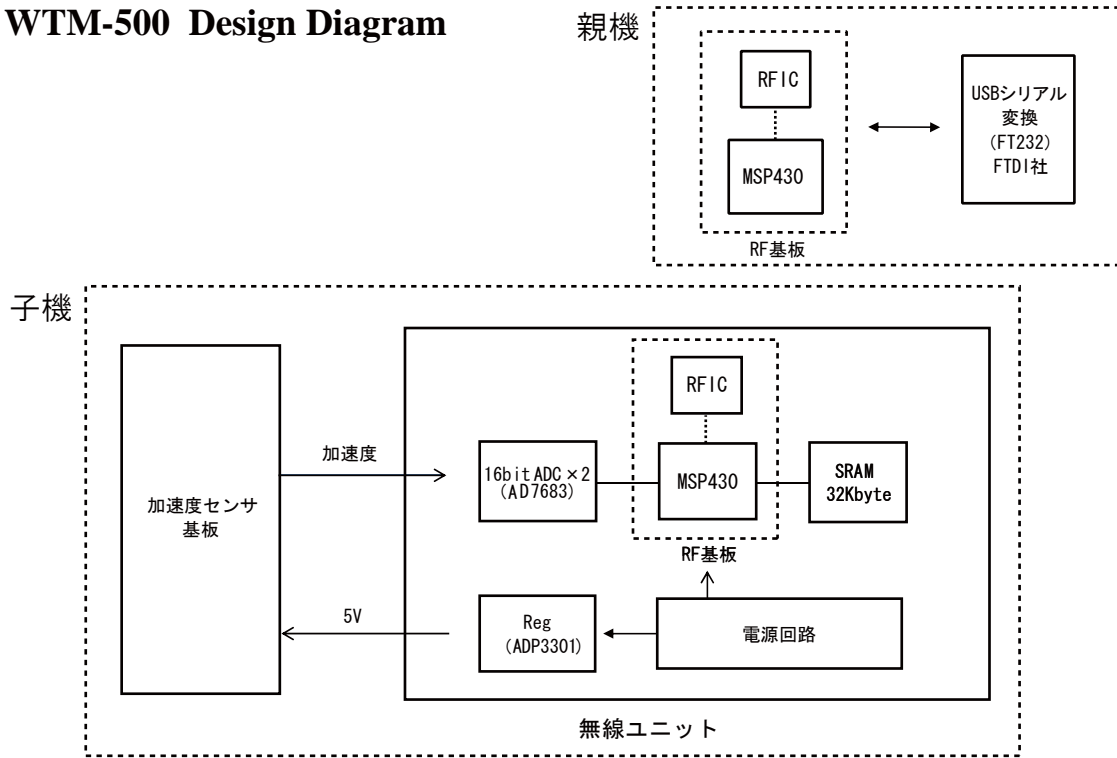 WTM-500 Design Diagram
親機
RFIC
MSP430
RF基板
USBシリアル
変換
(FT232)
FTDI社
子機
加速度センサ
基板
加速度
5V
16bit ADC×2
(AD7683)
RFIC
MSP430
RF基板
SRAM
32Kbyte
Reg
(ADP3301)
電源回路
無線ユニット